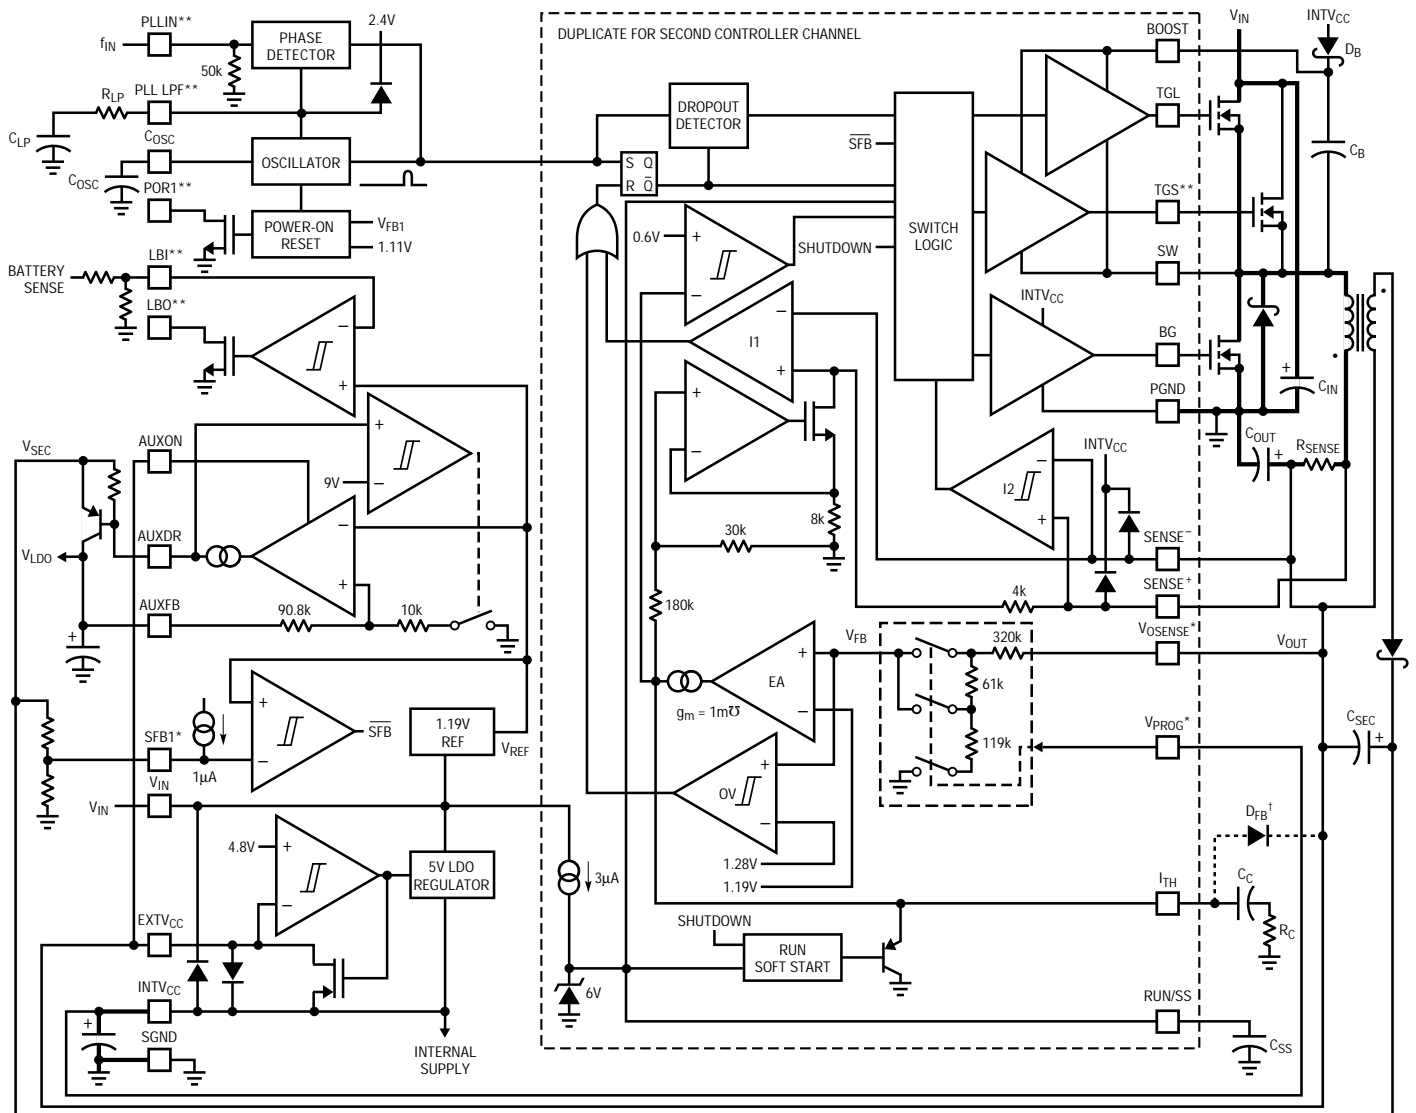 PLLIN**
fIN
50k
PHASE
DETECTOR
2.4V
RLP
PLL LPF**
CLP
COSC
COSC
OSCILLATOR
POR1**
POWER-ON
RESET
VFB1
1.11V
BATTERY
SENSE
LBI**
LBO**
−
+
VSEC
AUXON
+
9V
−
−
+
AUXDR
VLDO
AUXFB
90.8k
10k
+
+
−
SFB
SFB1*
1µA
1.19V
REF
VREF
VIN
VIN
4.8V
+
−
5V LDO
REGULATOR
EXTVCC
INTVCC
+
SGND
INTERNAL
SUPPLY
DUPLICATE FOR SECOND CONTROLLER CHANNEL
DROPOUT
DETECTOR
S Q
R Q̅
SFB
SHUTDOWN
SWITCH
LOGIC
0.6V
+
−
I1
−
+
+
−
8k
30k
180k
INTVCC
I2
−
+
INTVCC
4k
EA
+
−
gm = 1m℧
VFB
320k
61k
119k
OV
+
−
1.28V
1.19V
3µA
6V
SHUTDOWN
RUN
SOFT START
BOOST
TGL
TGS**
SW
BG
PGND
SENSE−
SENSE+
VOSENSE*
VPROG*
ITH
RUN/SS
VIN
INTVCC
DB
CB
+
CIN
COUT
+
RSENSE
VOUT
CSEC
+
DFB†
CC
RC
CSS